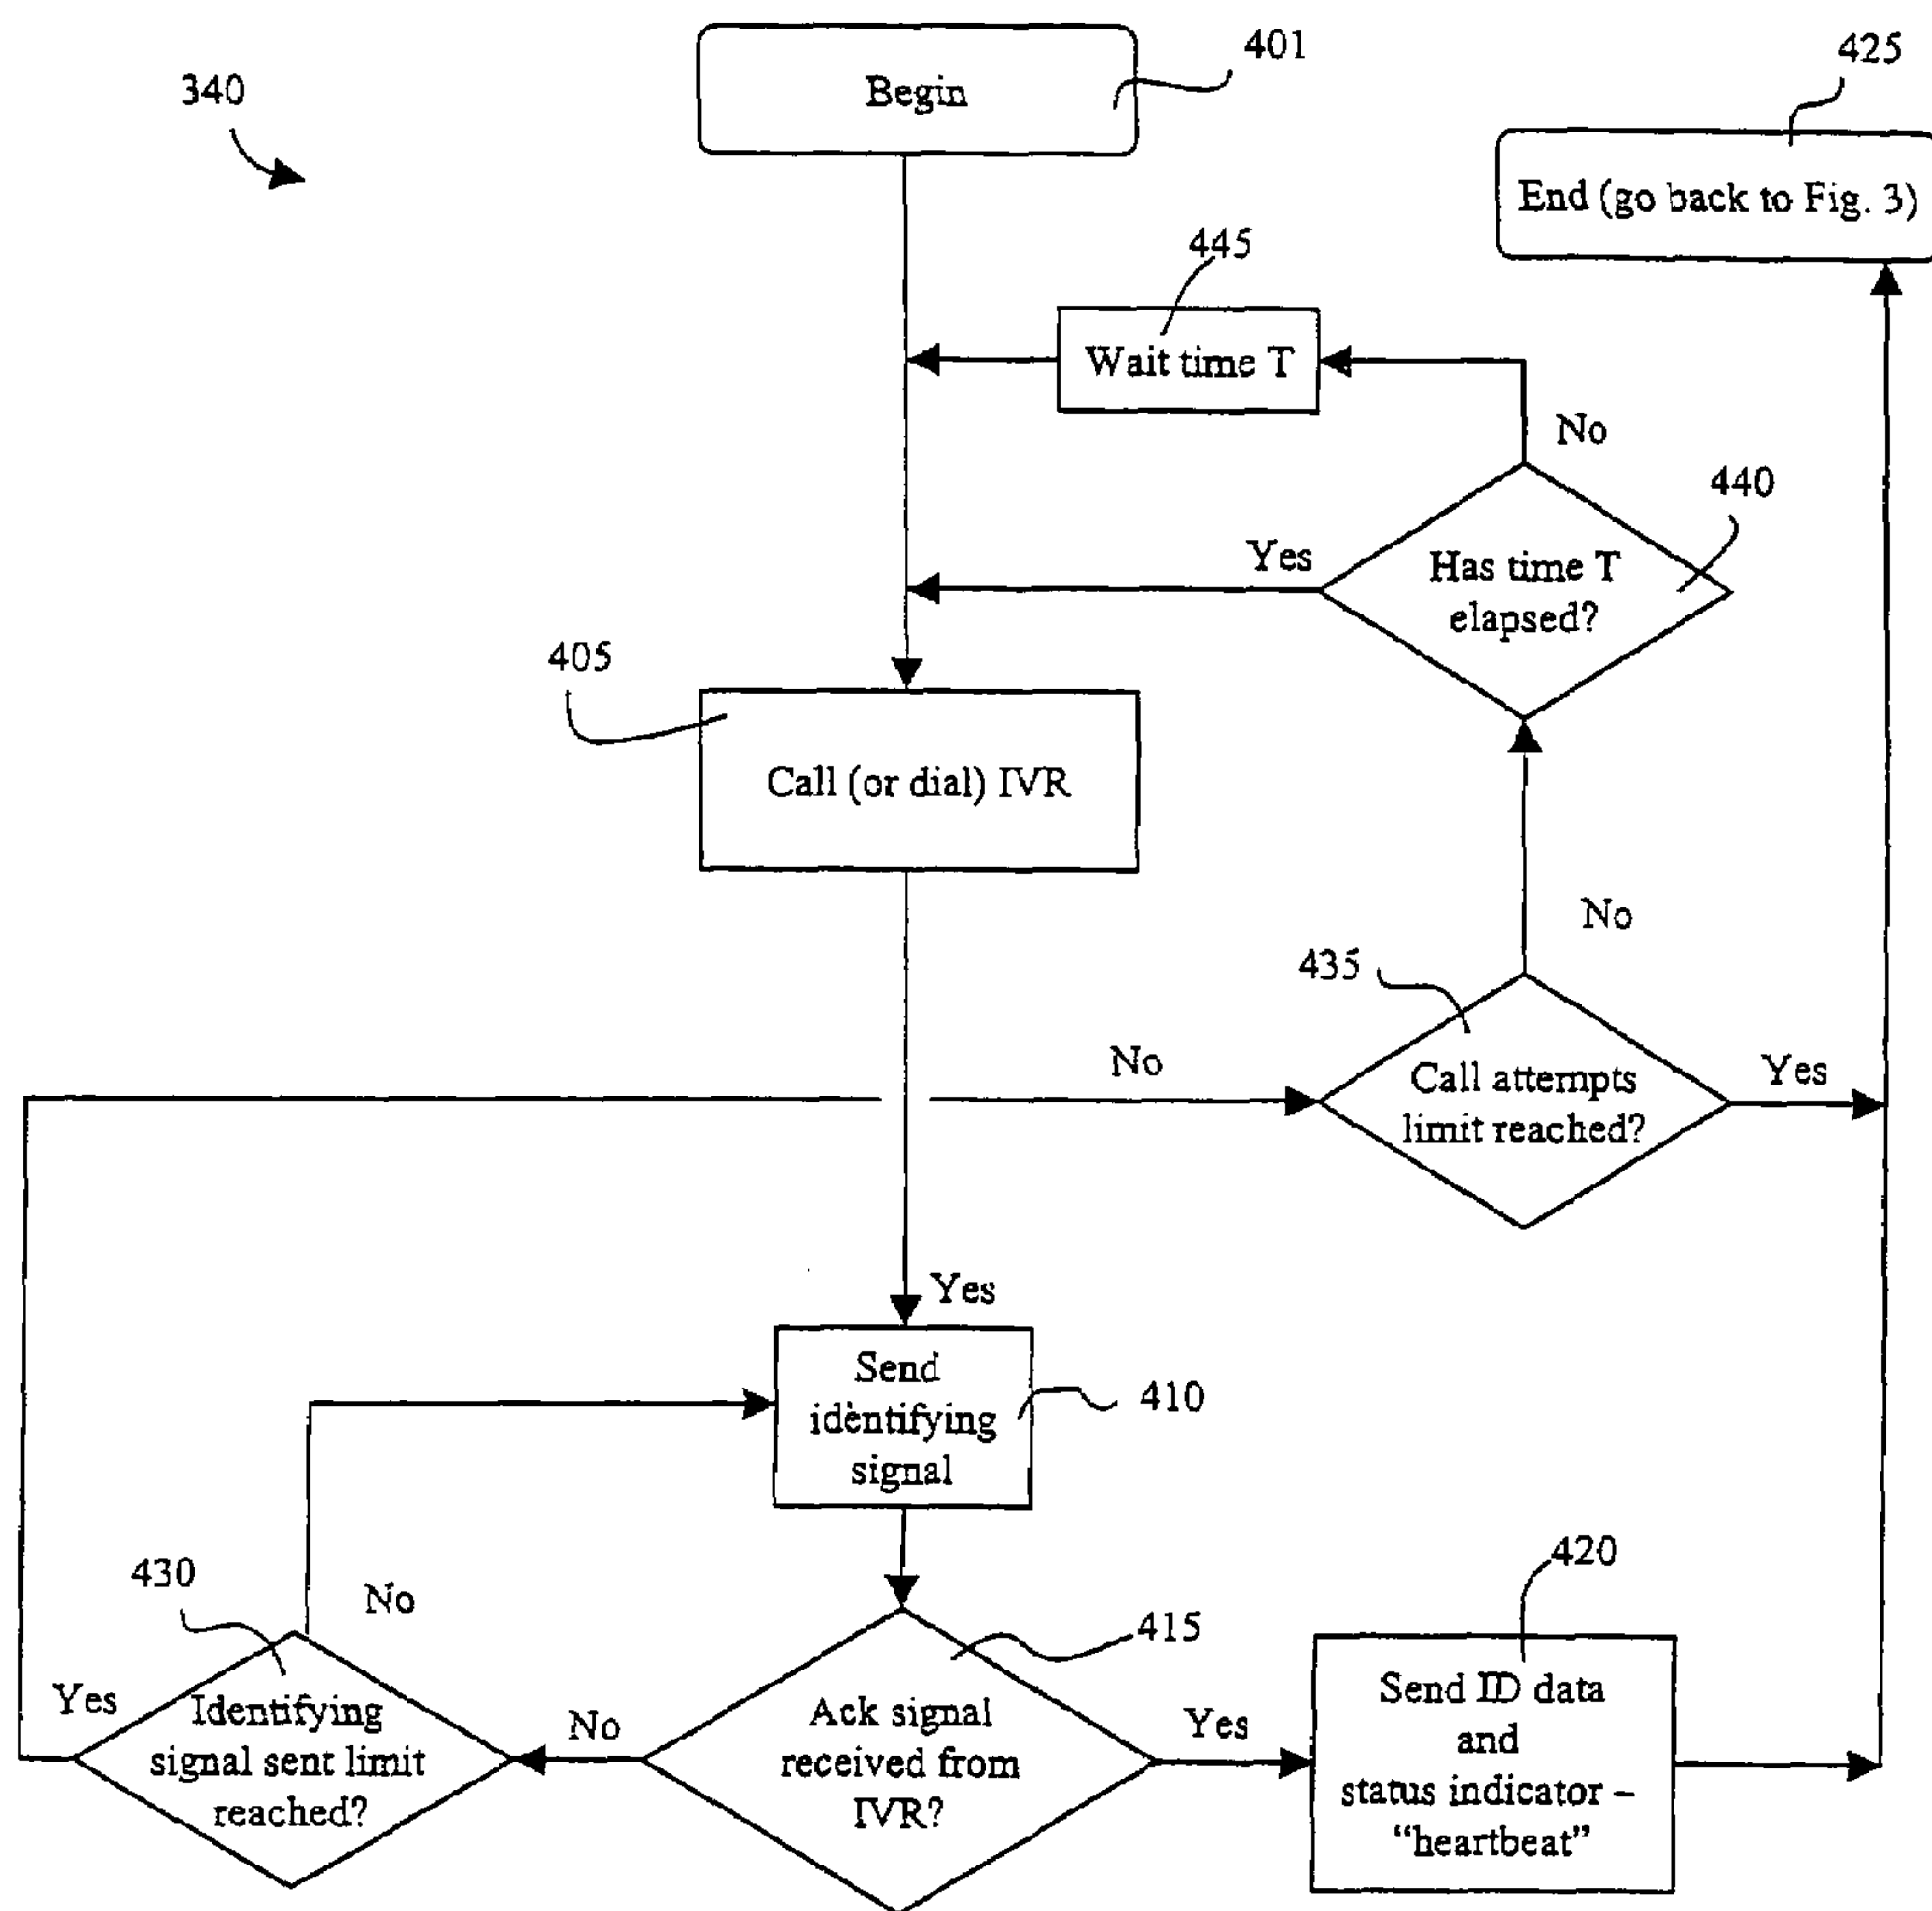 401
Begin
425
340
End (go back to Fig. 3)
445
Wait time T
No
440
Yes
Has time T
elapsed?
405
Call (or dial) IVR
No
435
No
Call attempts
limit reached?
Yes
Yes
Send
identifying
signal
410
420
430
No
415
Yes
Identifying
signal sent limit
reached?
No
Ack signal
received from
IVR?
Yes
Send ID data
and
status indicator –
“heartbeat”